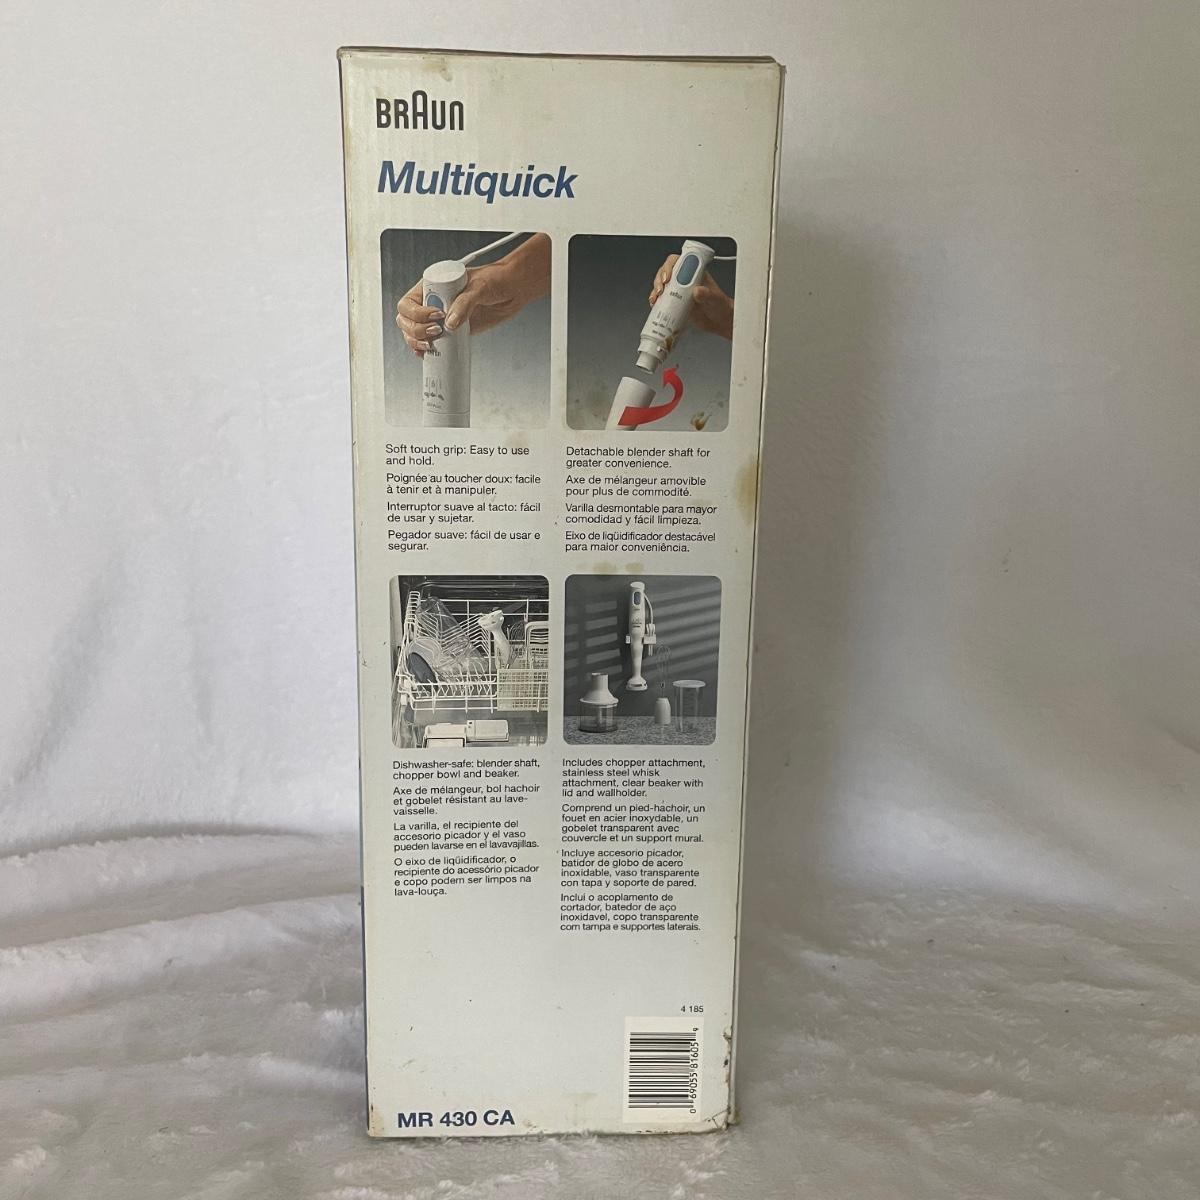 BRAUN
Multiquick
Soft touch grip: Easy to use
and hold.
Poignée au toucher doux: facile
à tenir et à manipuler.
Interruptor suave al tacto: fácil
de usar y sujetar.
Pegador suave: fácil de usar e
segurar.
BRAUN
Detachable blender shaft for
greater convenience.
Axe de mélangeur amovible
pour plus de commodité.
Varilla desmontable para mayor
comodidad y fácil limpieza.
Eixo de liqüidificador destacável
para maior conveniência.
Dishwasher-safe: blender shaft,
chopper bowl and beaker.
Axe de mélangeur, bol hachoir
et gobelet résistant au lave-
vaisselle.
La varilla, el recipiente del
accesorio picador y el vaso
pueden lavarse en el lavavajillas.
O eixo de liqüidificador, o
recipiente do acessório picador
e copo podem ser limpos na
lava-louça.
Includes chopper attachment,
stainless steel whisk
attachment, clear beaker with
lid and wallholder.
Comprend un pied-hachoir, un
fouet en acier inoxydable, un
gobelet transparent avec
couvercle et un support mural.
Incluye accesorio picador,
batidor de globo de acero
inoxidable, vaso transparente
con tapa y soporte de pared.
Inclui o acoplamento de
cortador, batedor de aço
inoxidavel, copo transparente
com tampa e supportes laterais.
4 185
0 69055 81605 9
MR 430 CA